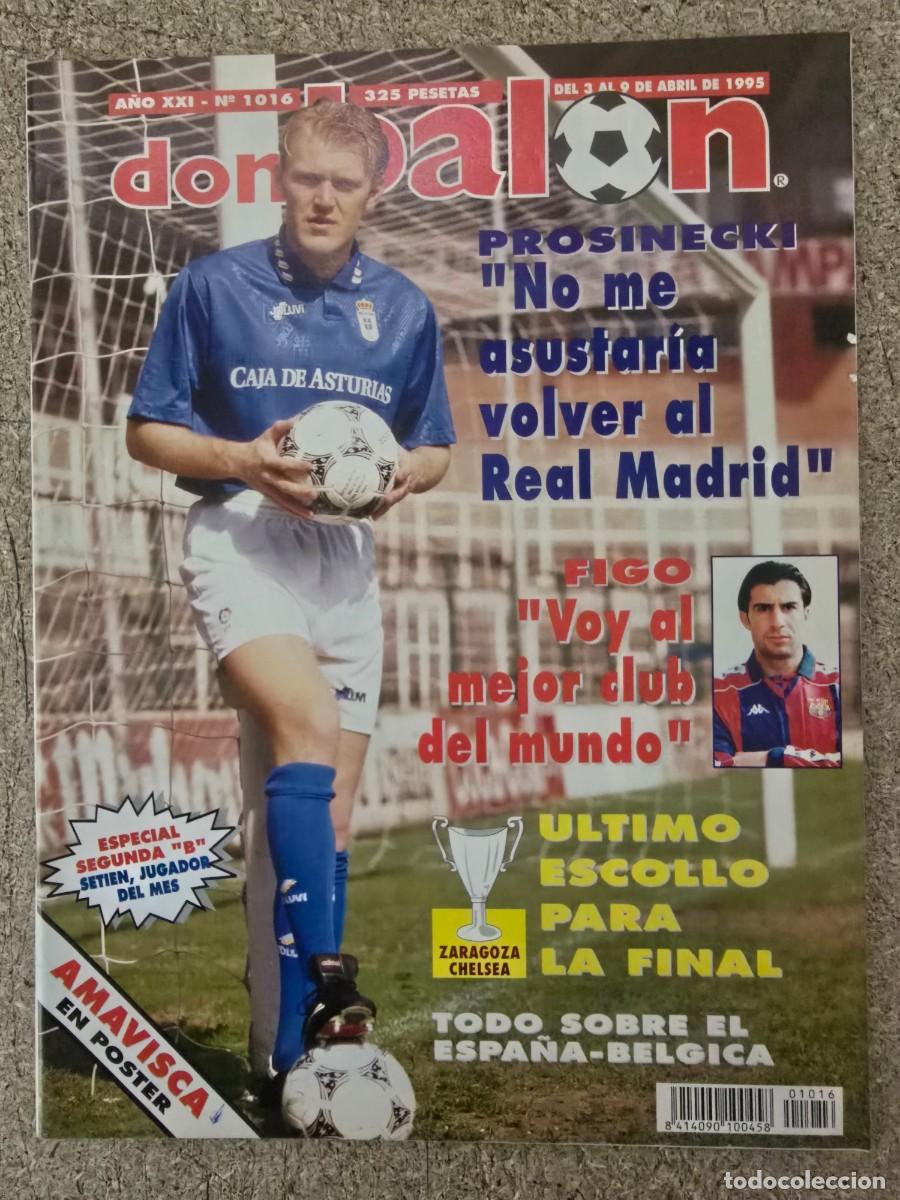 AÑO XXI - Nº 1016
325 PESETAS
DEL 3 AL 9 DE ABRIL DE 1995
don balon
®
PROSINECKI
"No me
asustaría
volver al
Real Madrid"
JOLUVI
CAJA DE ASTURIAS
FIGO
"Voy al
mejor club
del mundo"
ESPECIAL
SEGUNDA "B"
SETIEN, JUGADOR
DEL MES
ULTIMO
ESCOLLO
PARA
LA FINAL
ZARAGOZA
CHELSEA
AMAVISCA
EN POSTER
TODO SOBRE EL
ESPAÑA-BELGICA
01016
8 414090 100458
todocoleccion